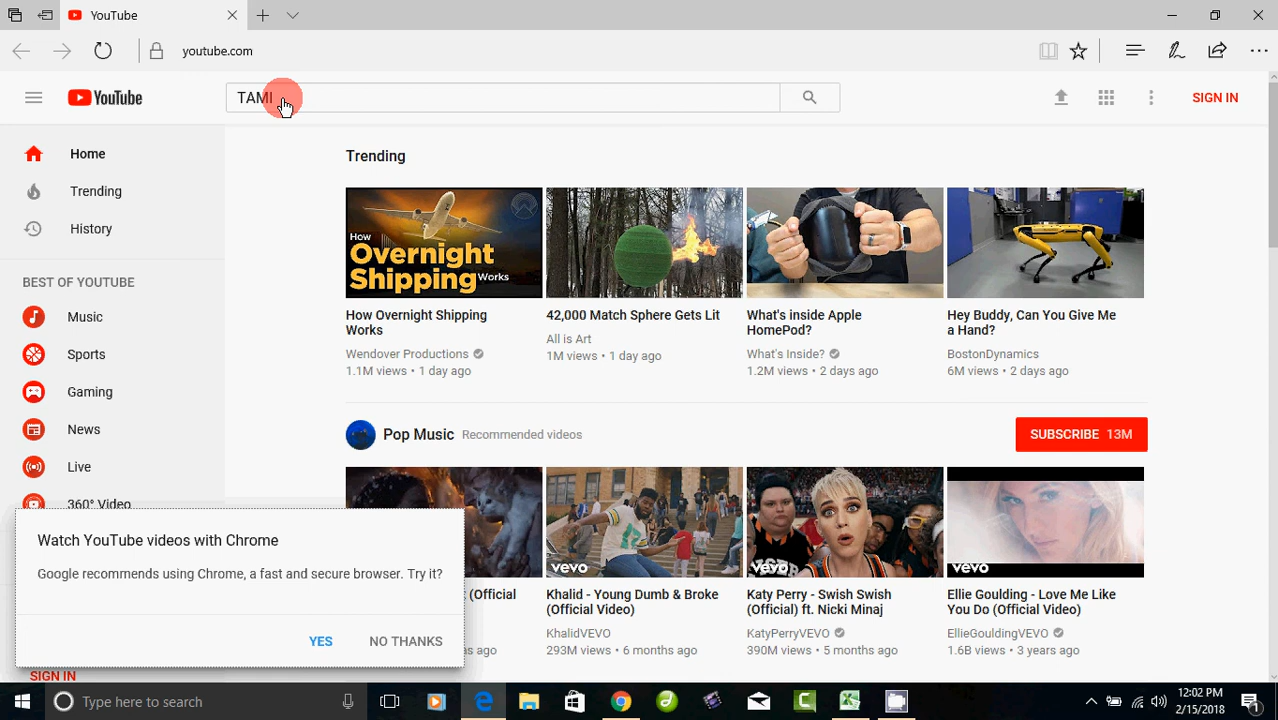 YouTube
youtube.com
YouTube
TAMI
SIGN IN
Home
Trending
History
BEST OF YOUTUBE
Music
Sports
Gaming
News
Live
360° Video
SIGN IN
Trending
How
Overnight
Shipping
Works
How Overnight Shipping
Works
Wendover Productions
1.1M views • 1 day ago
42,000 Match Sphere Gets Lit
All is Art
1M views • 1 day ago
What's inside Apple
HomePod?
What's Inside?
1.2M views • 2 days ago
Hey Buddy, Can You Give Me
a Hand?
BostonDynamics
6M views • 2 days ago
Pop Music Recommended videos
SUBSCRIBE 13M
(Official
s ago
vevo
Khalid - Young Dumb & Broke
(Official Video)
KhalidVEVO
293M views • 6 months ago
vevo
Katy Perry - Swish Swish
(Official) ft. Nicki Minaj
KatyPerryVEVO
390M views • 5 months ago
vevo
Ellie Goulding - Love Me Like
You Do (Official Video)
EllieGouldingVEVO
1.6B views • 3 years ago
Watch YouTube videos with Chrome
Google recommends using Chrome, a fast and secure browser. Try it?
YES
NO THANKS
Type here to search
12:02 PM
2/15/2018